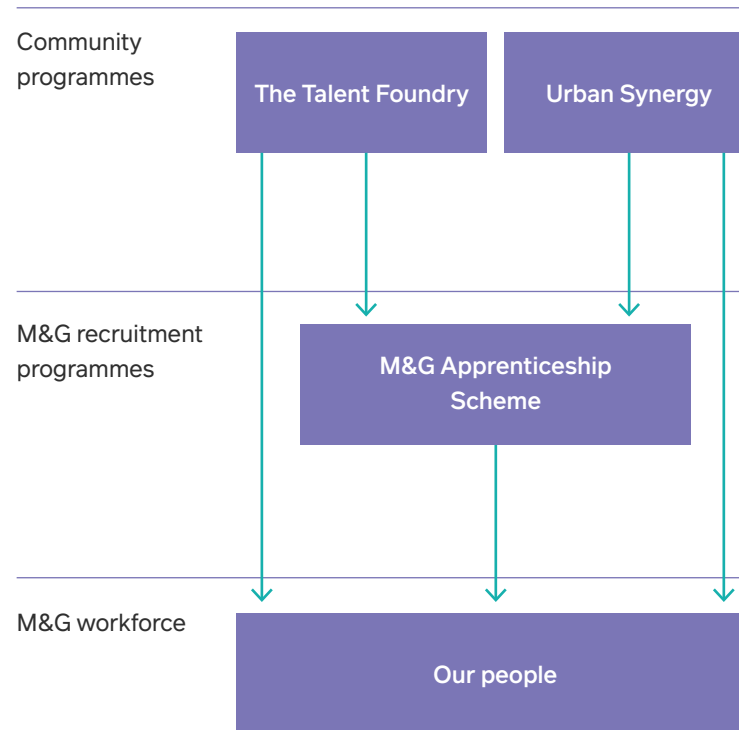 Community
programmes
The Talent Foundry
Urban Synergy
M&G recruitment
programmes
M&G Apprenticeship
Scheme
M&G workforce
Our people